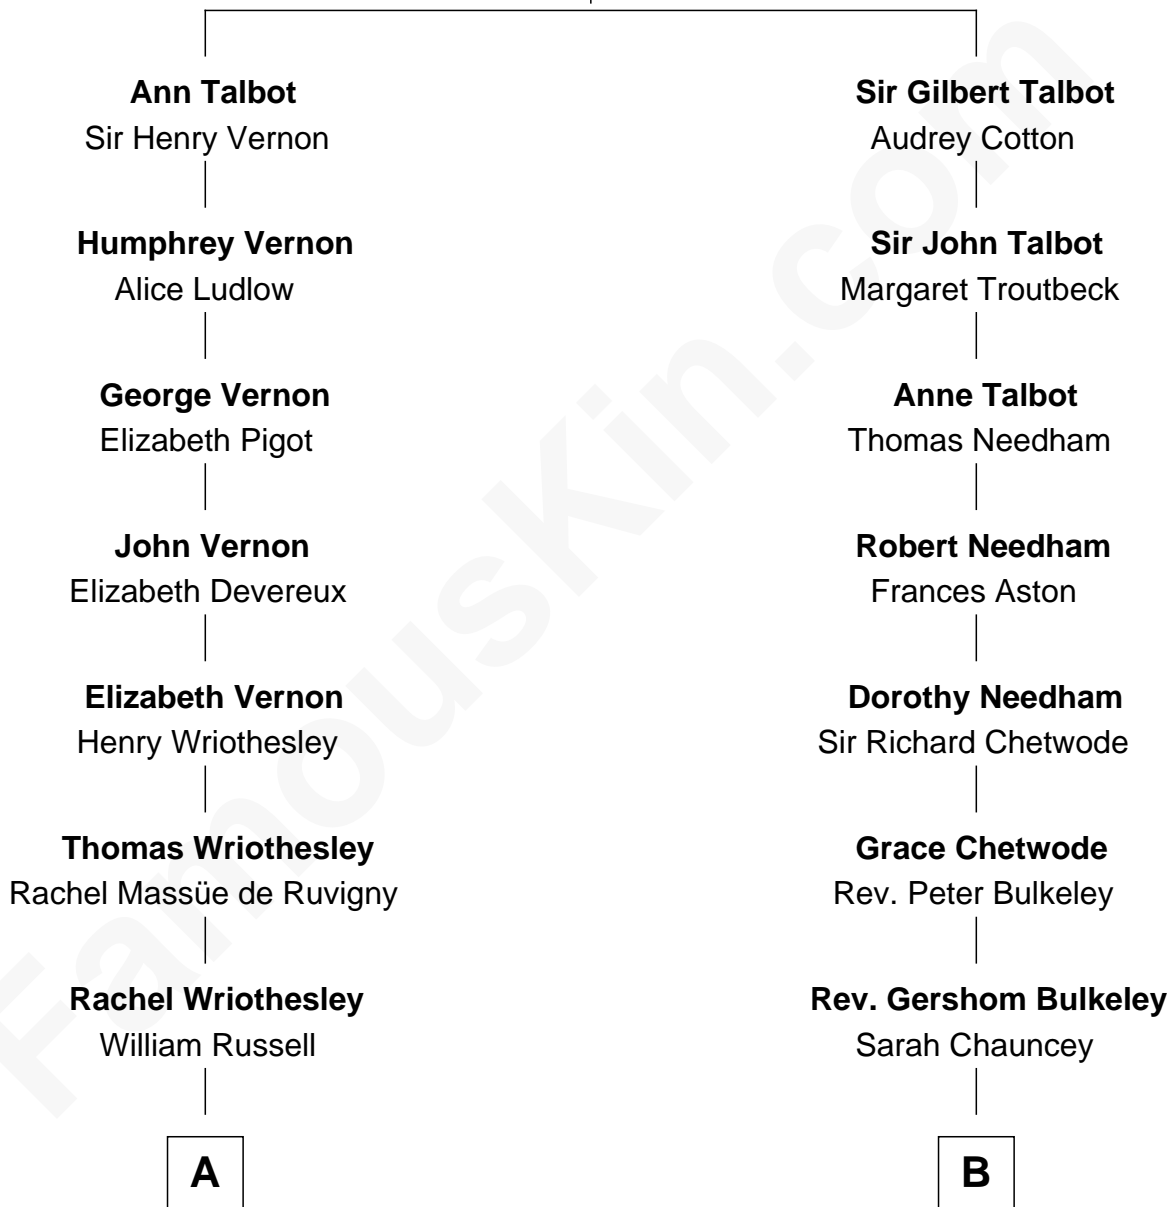 Ann Talbot
Sir Henry Vernon
Humphrey Vernon
Alice Ludlow
George Vernon
Elizabeth Pigot
John Vernon
Elizabeth Devereux
Elizabeth Vernon
Henry Wriothesley
Thomas Wriothesley
Rachel Massüe de Ruvigny
Rachel Wriothesley
William Russell
A
Sir Gilbert Talbot
Audrey Cotton
Sir John Talbot
Margaret Troutbeck
Anne Talbot
Thomas Needham
Robert Needham
Frances Aston
Dorothy Needham
Sir Richard Chetwode
Grace Chetwode
Rev. Peter Bulkeley
Rev. Gershom Bulkeley
Sarah Chauncey
B
FamousKin.com